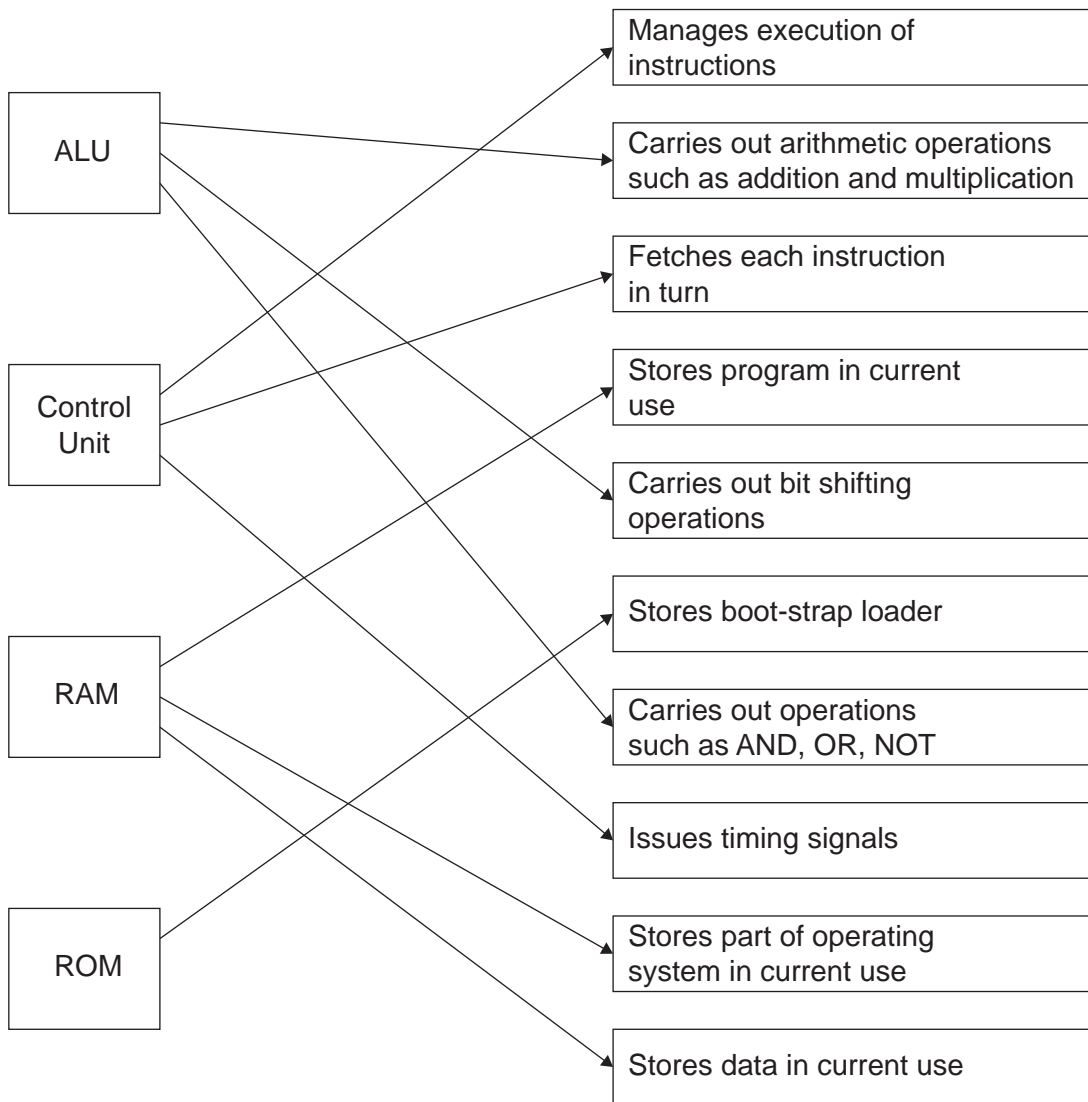 ALU
Control
Unit
RAM
ROM
Manages execution of
instructions
Carries out arithmetic operations
such as addition and multiplication
Fetches each instruction
in turn
Stores program in current
use
Carries out bit shifting
operations
Stores boot-strap loader
Carries out operations
such as AND, OR, NOT
Issues timing signals
Stores part of operating
system in current use
Stores data in current use